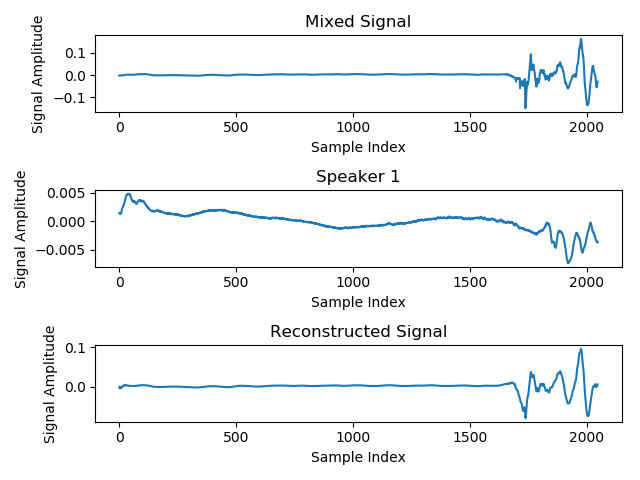 Mixed Signal
Signal Amplitude
0.1
0.0
−0.1
0 500 1000 1500 2000
Sample Index
Speaker 1
Signal Amplitude
0.005
0.000
−0.005
0 500 1000 1500 2000
Sample Index
Reconstructed Signal
Signal Amplitude
0.1
0.0
0 500 1000 1500 2000
Sample Index